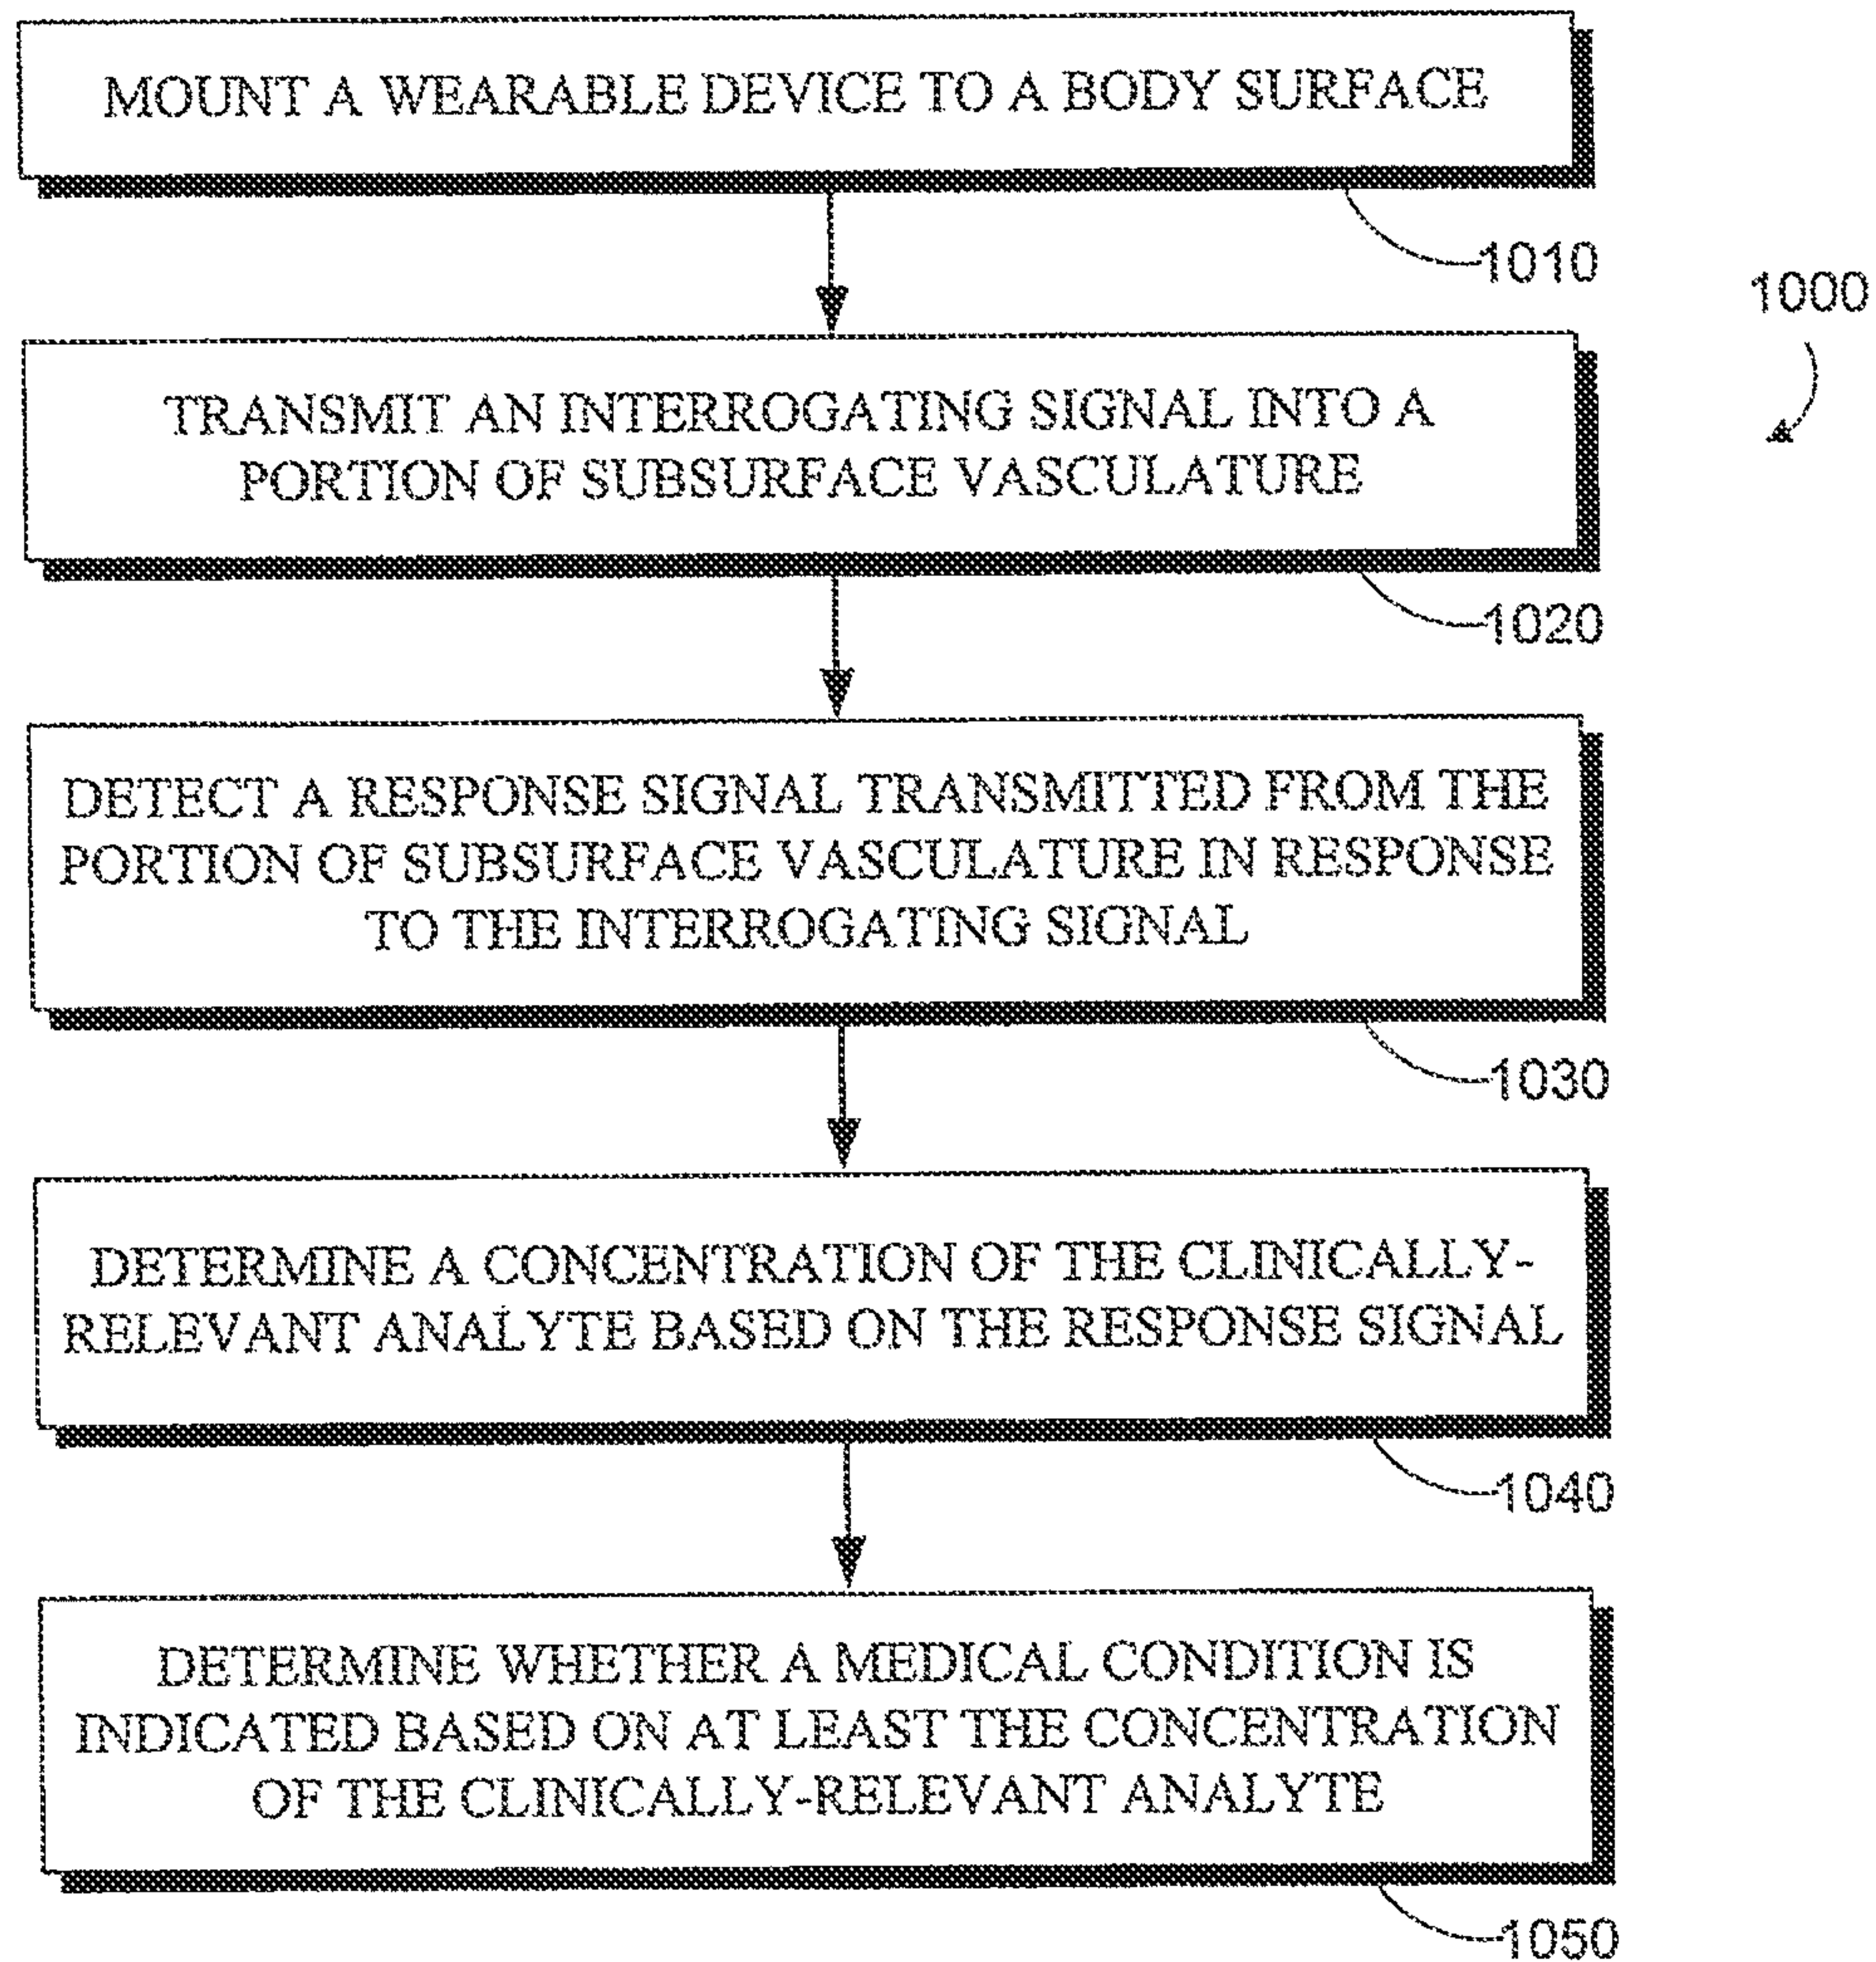 MOUNT A WEARABLE DEVICE TO A BODY SURFACE
1010
1000
TRANSMIT AN INTERROGATING SIGNAL INTO A
PORTION OF SUBSURFACE VASCULATURE
1020
DETECT A RESPONSE SIGNAL TRANSMITTED FROM THE
PORTION OF SUBSURFACE VASCULATURE IN RESPONSE
TO THE INTERROGATING SIGNAL
1030
DETERMINE A CONCENTRATION OF THE CLINICALLY-
RELEVANT ANALYTE BASED ON THE RESPONSE SIGNAL
1040
DETERMINE WHETHER A MEDICAL CONDITION IS
INDICATED BASED ON AT LEAST THE CONCENTRATION
OF THE CLINICALLY-RELEVANT ANALYTE
1050